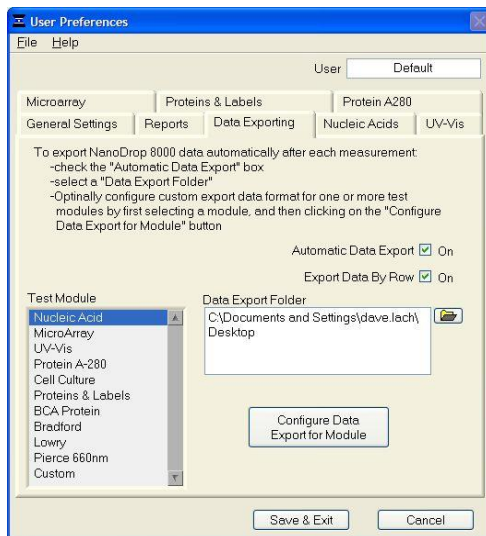 User Preferences
File Help
User Default
Microarray Proteins & Labels Protein A280
General Settings Reports Data Exporting Nucleic Acids UV-Vis
To export NanoDrop 8000 data automatically after each measurement:
-check the "Automatic Data Export" box
-select a "Data Export Folder"
-Optinally configure custom export data format for one or more test
modules by first selecting a module, and then clicking on the "Configure
Data Export for Module" button
Automatic Data Export On
Export Data By Row On
Test Module
Nucleic Acid
MicroArray
UV-Vis
Protein A-280
Cell Culture
Proteins & Labels
BCA Protein
Bradford
Lowry
Pierce 660nm
Custom
Data Export Folder
C:\Documents and Settings\dave.lach\
Desktop
Configure Data
Export for Module
Save & Exit Cancel